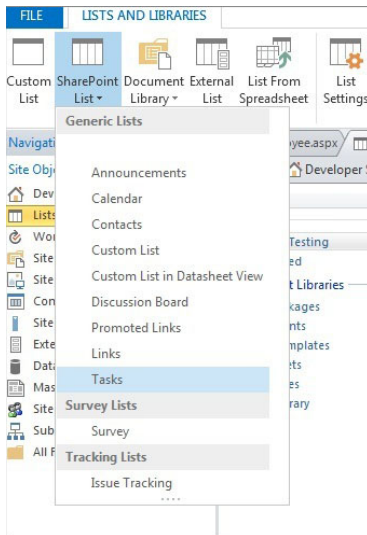 FILE
LISTS AND LIBRARIES
Custom List
SharePoint List
Document Library
External List
List From Spreadsheet
List Settings
Generic Lists
Navigati
yee.aspx
Site Obje
Developer S
Announcements
Dev
Calendar
Lists
Contacts
Wor
Custom List
Testing
Site
ed
Custom List in Datasheet View
Site
t Libraries
Discussion Board
Con
kages
Promoted Links
Site
nts
Links
Exte
mplates
Tasks
Data
ets
Mas
es
Survey Lists
Site
rary
Survey
Sub
Tracking Lists
All F
Issue Tracking